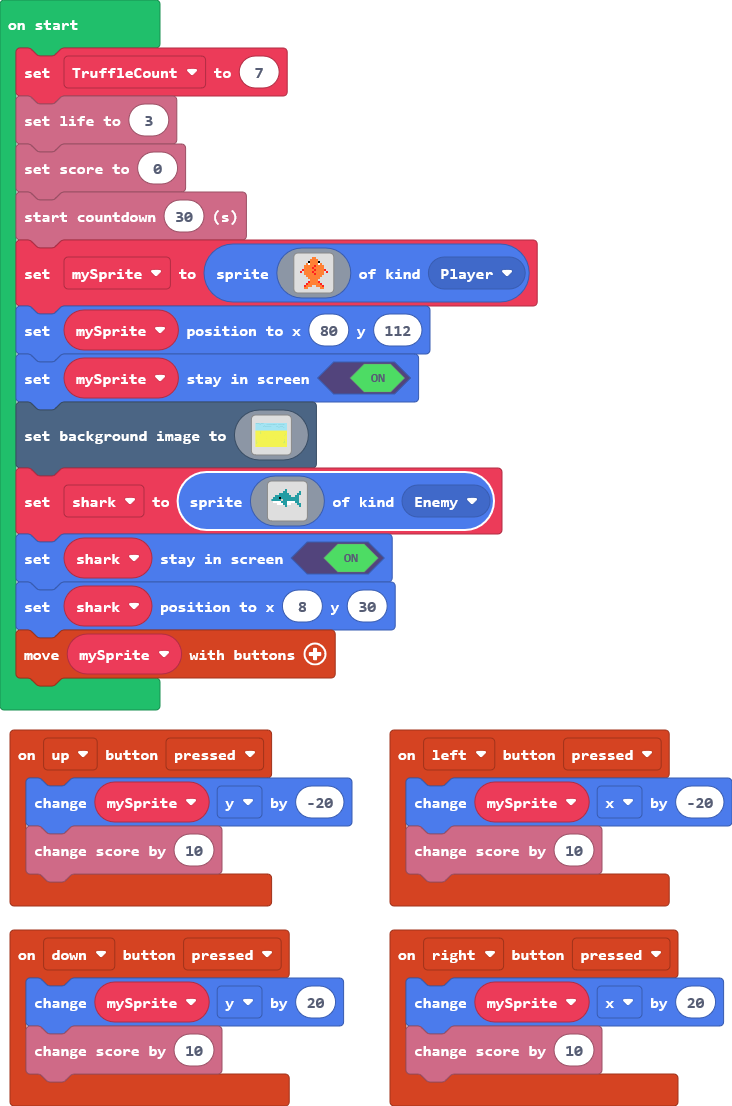 on start
set TruffleCount to 7
set life to 3
set score to 0
start countdown 30 (s)
set mySprite to sprite of kind Player
set mySprite position to x 80 y 112
set mySprite stay in screen ON
set background image to
set shark to sprite of kind Enemy
set shark stay in screen ON
set shark position to x 8 y 30
move mySprite with buttons
on up button pressed
change mySprite y by -20
change score by 10
on left button pressed
change mySprite x by -20
change score by 10
on down button pressed
change mySprite y by 20
change score by 10
on right button pressed
change mySprite x by 20
change score by 10